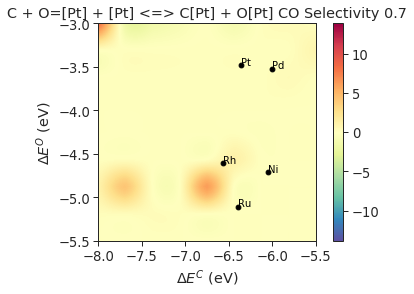 C + O=[Pt] + [Pt] <=> C[Pt] + O[Pt] CO Selectivity 0.7
−3.0
−3.5
−4.0
−4.5
−5.0
−5.5
ΔE^O (eV)
Pt
Pd
Rh
Ni
Ru
−8.0 −7.5 −7.0 −6.5 −6.0 −5.5
ΔE^C (eV)
10
5
0
−5
−10